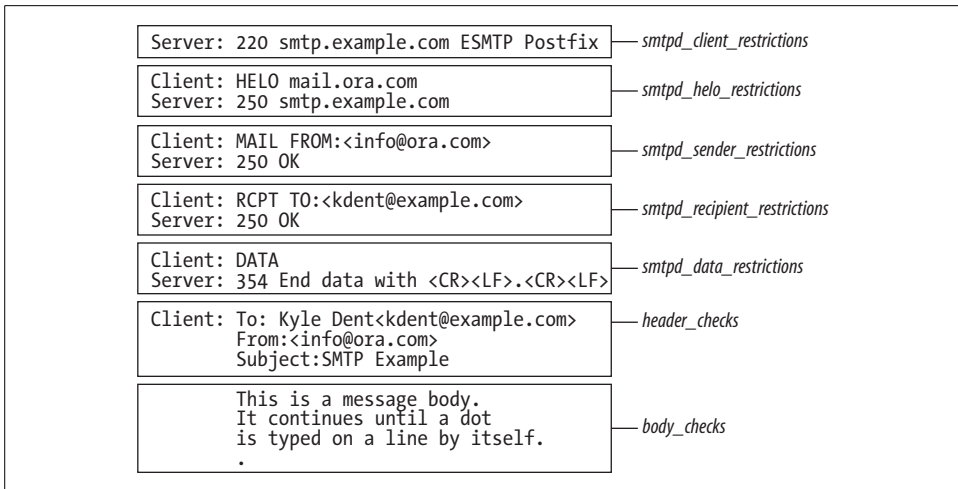 Server: 220 smtp.example.com ESMTP Postfix
smtpd_client_restrictions
Client: HELO mail.ora.com
Server: 250 smtp.example.com
smtpd_helo_restrictions
Client: MAIL FROM:<info@ora.com>
Server: 250 OK
smtpd_sender_restrictions
Client: RCPT TO:<kdent@example.com>
Server: 250 OK
smtpd_recipient_restrictions
Client: DATA
Server: 354 End data with <CR><LF>.<CR><LF>
smtpd_data_restrictions
Client: To: Kyle Dent<kdent@example.com>
From:<info@ora.com>
Subject:SMTP Example
header_checks
This is a message body.
It continues until a dot
is typed on a line by itself.
.
body_checks